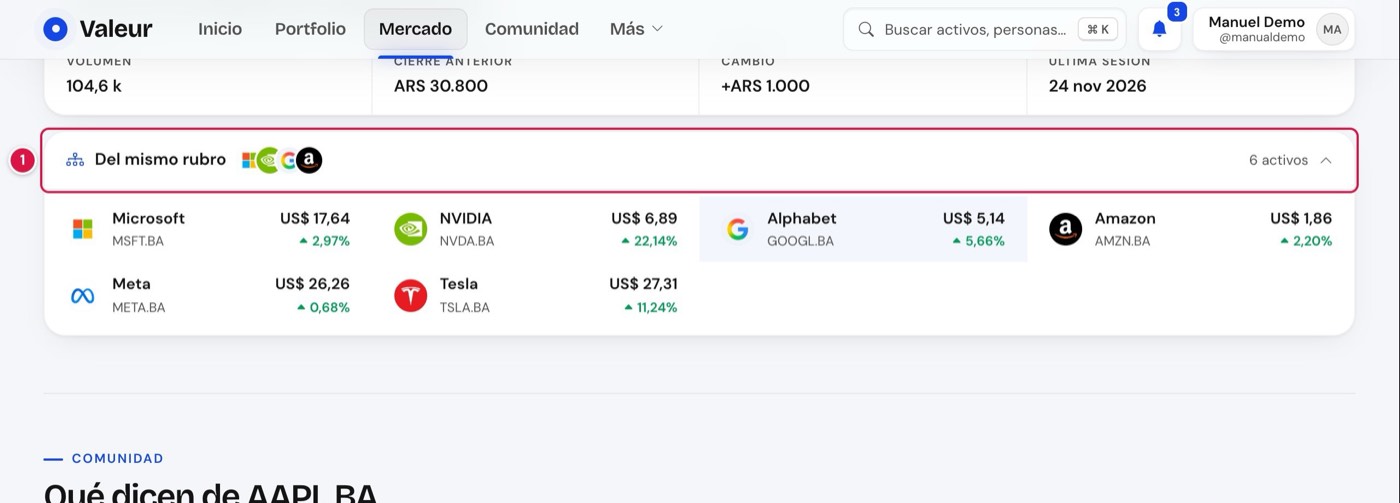 Valeur Inicio Portfolio Mercado Comunidad Más Buscar activos, personas... ⌘ K 3 Manuel Demo @manualdemo MA
VOLUMEN CIERRE ANTERIOR CAMBIO ÚLTIMA SESIÓN
104,6 k ARS 30.800 +ARS 1.000 24 nov 2026
1 Del mismo rubro 6 activos
Microsoft US$ 17,64 NVIDIA US$ 6,89 Alphabet US$ 5,14 Amazon US$ 1,86
MSFT.BA 2,97% NVDA.BA 22,14% GOOGL.BA 5,66% AMZN.BA 2,20%
Meta US$ 26,26 Tesla US$ 27,31
META.BA 0,68% TSLA.BA 11,24%
COMUNIDAD
Qué dicen de AAPL.BA